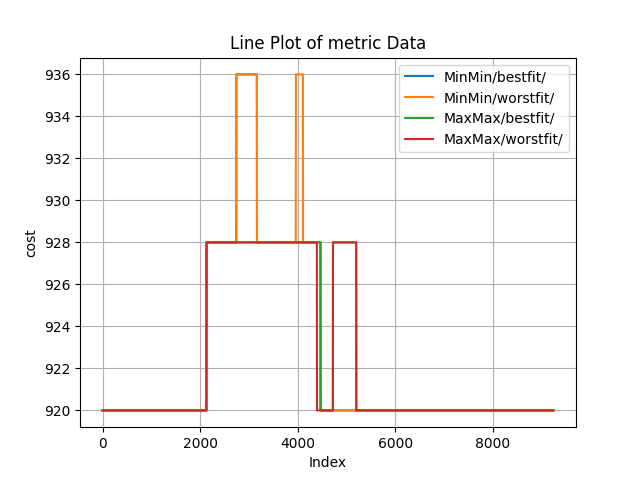 Line Plot of metric Data
936
934
932
930
928
926
924
922
920
cost
MinMin/bestfit/
MinMin/worstfit/
MaxMax/bestfit/
MaxMax/worstfit/
0 2000 4000 6000 8000
Index